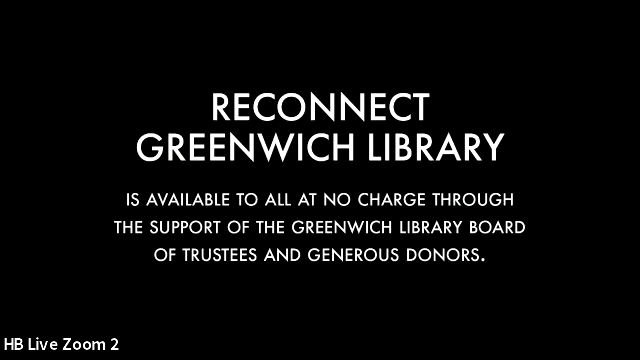 RECONNECT
GREENWICH LIBRARY
IS AVAILABLE TO ALL AT NO CHARGE THROUGH
THE SUPPORT OF THE GREENWICH LIBRARY BOARD
OF TRUSTEES AND GENEROUS DONORS.
HB Live Zoom 2